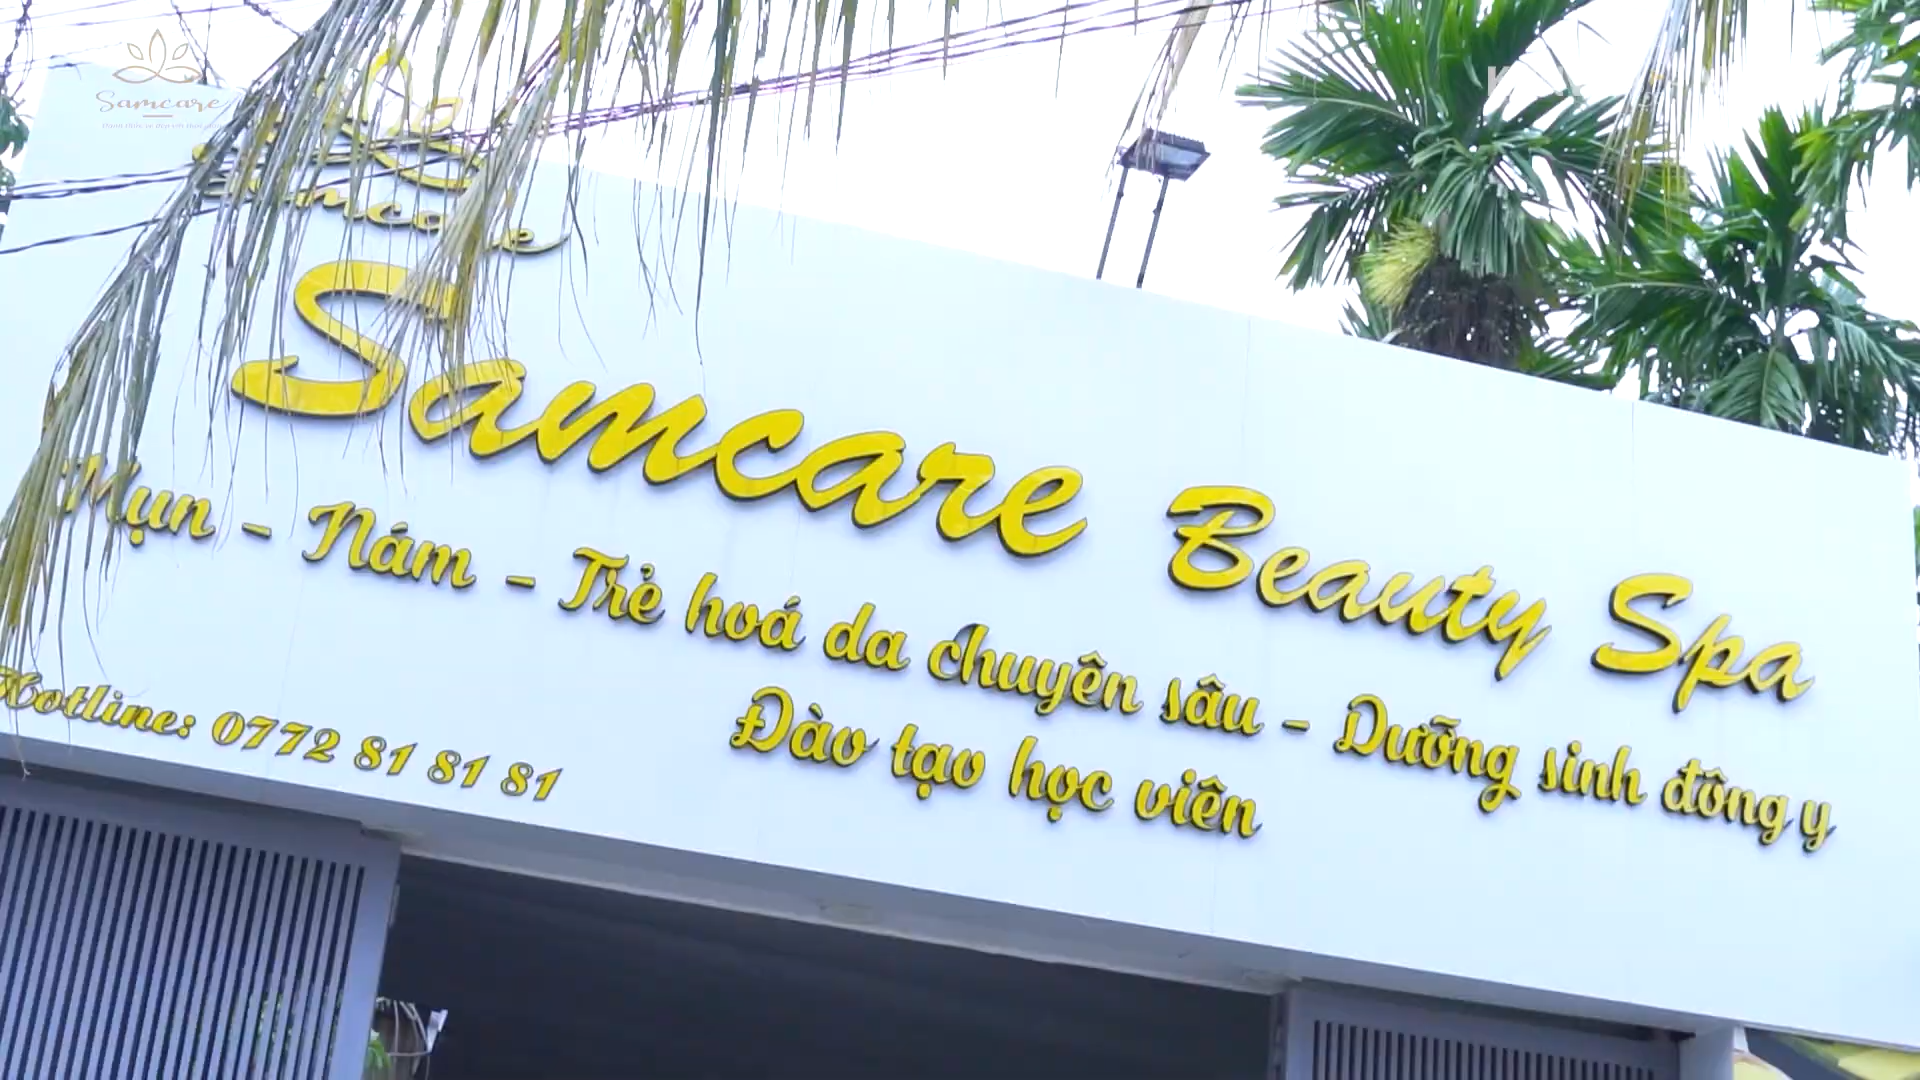 Samcare
Samcare
Samcare Beauty Spa
Mụn - Nám - Trẻ hoá da chuyên sâu - Dưỡng sinh đông y
Đào tạo học viên
Hotline: 0772 81 81 81